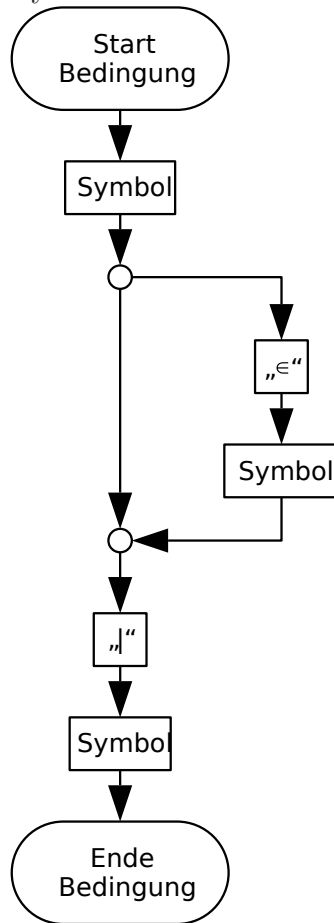 Start
Bedingung
Symbol
„∈“
Symbol
„|“
Symbol
Ende
Bedingung